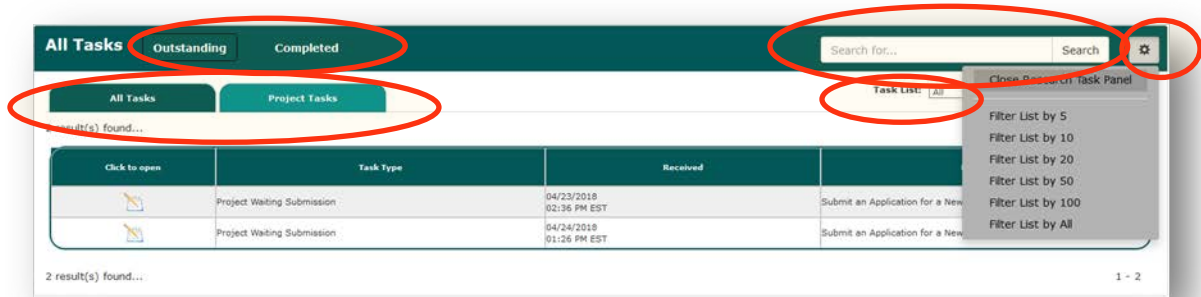 All Tasks Outstanding Completed Search for... Search
Close Research Task Panel
All Tasks Project Tasks Task List: All
Filter List by 5
2 result(s) found...
Filter List by 10
Filter List by 20
Click to open Task Type Received
Filter List by 50
Project Waiting Submission 04/23/2018 Submit an Application for a New
02:36 PM EST
Filter List by 100
Filter List by All
Project Waiting Submission 04/24/2018 Submit an Application for a New
01:26 PM EST
2 result(s) found... 1 - 2